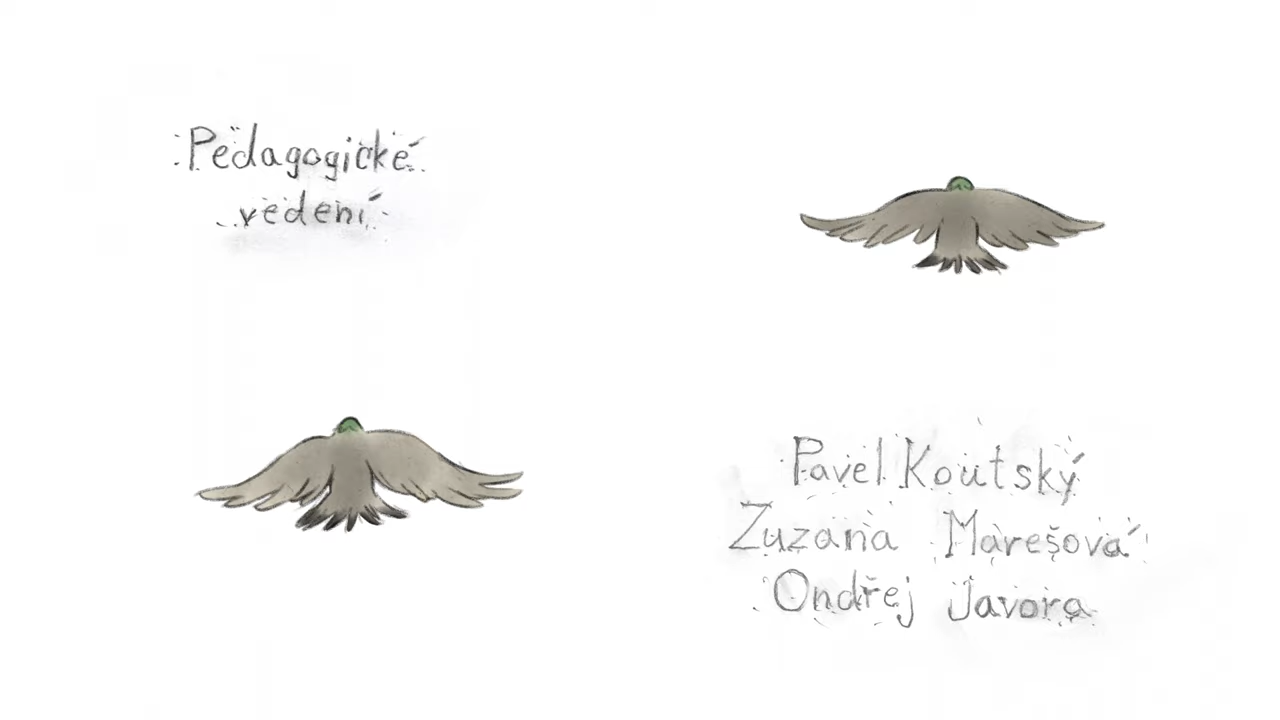 Pedagogické
vedení
Pavel Koutský
Zuzana Marešová
Ondřej Javora